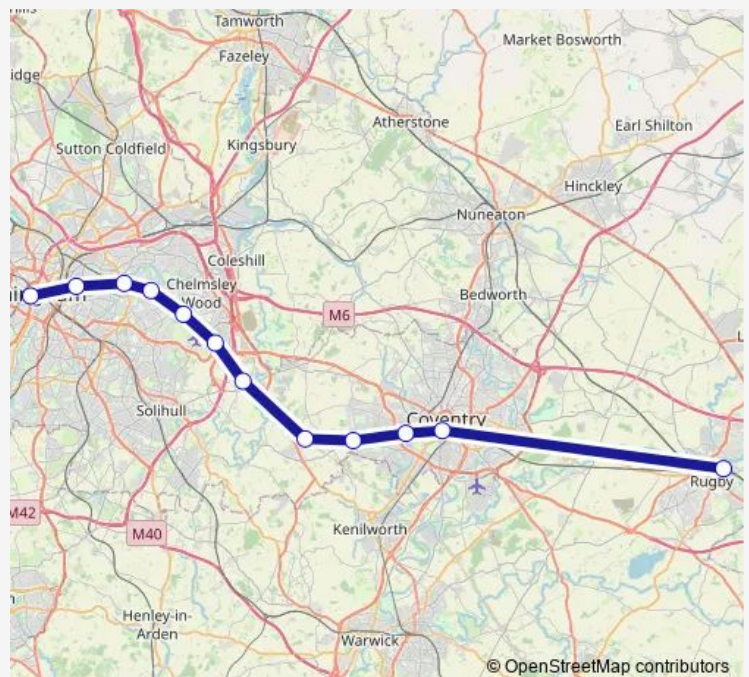 Tamworth
Fazeley
Market Bosworth
idge
Atherstone
Earl Shilton
Sutton Coldfield
Kingsbury
Hinckley
Nuneaton
Coleshill
Chelmsley
Wood
Bedworth
M6
Solihull
Coventry
Rugby
M42
M40
Kenilworth
Henley-in-
Arden
Warwick
© OpenStreetMap contributors